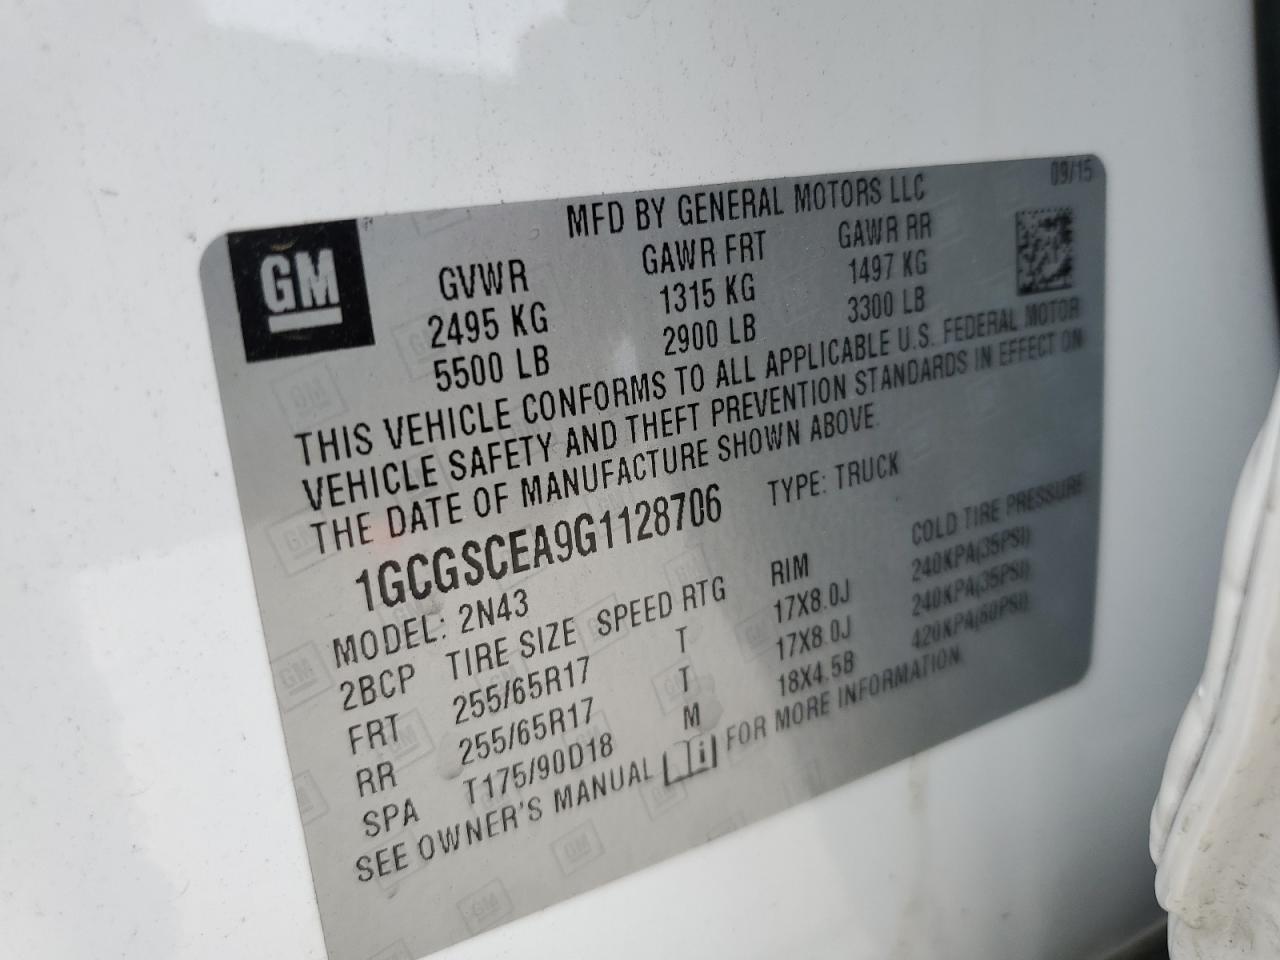 09/15
MFD BY GENERAL MOTORS LLC
GM
GVWR GAWR FRT GAWR RR
2495 KG 1315 KG 1497 KG
5500 LB 2900 LB 3300 LB
THIS VEHICLE CONFORMS TO ALL APPLICABLE U.S. FEDERAL MOTOR
VEHICLE SAFETY AND THEFT PREVENTION STANDARDS IN EFFECT ON
THE DATE OF MANUFACTURE SHOWN ABOVE.
1GCGSCEA9G1128706 TYPE: TRUCK
MODEL: 2N43
2BCP TIRE SIZE SPEED RTG RIM COLD TIRE PRESSURE
FRT 255/65R17 T 17X8.0J 240KPA(35PSI)
RR 255/65R17 T 17X8.0J 240KPA(35PSI)
SPA T175/90D18 M 18X4.5B 420KPA(60PSI)
SEE OWNER'S MANUAL i FOR MORE INFORMATION.